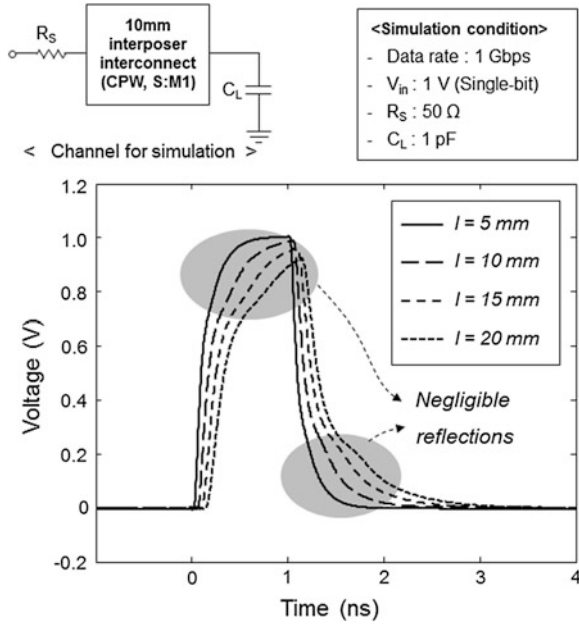 R_S
10mm
interposer
interconnect
(CPW, S:M1)
C_L
< Channel for simulation >
<Simulation condition>
- Data rate : 1 Gbps
- V_in : 1 V (Single-bit)
- R_S : 50 Ω
- C_L : 1 pF
1.2
1.0
0.8
0.6
0.4
0.2
0
-0.2
Voltage (V)
l = 5 mm
l = 10 mm
l = 15 mm
l = 20 mm
Negligible
reflections
0 1 2 3 4
Time (ns)